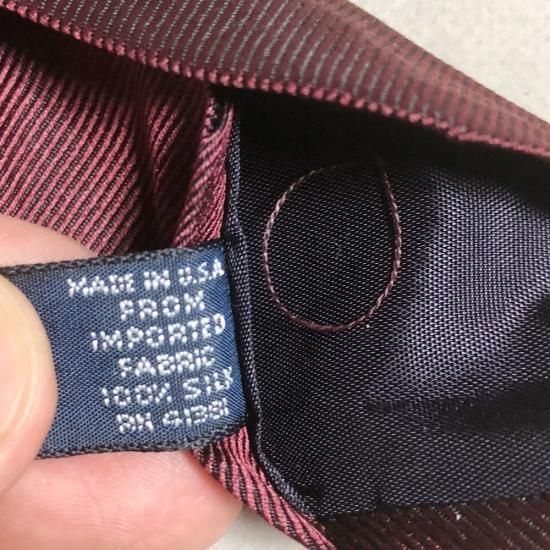 MADE IN U.S.A
FROM
IMPORTED
FABRIC
100% SILK
RN 41381